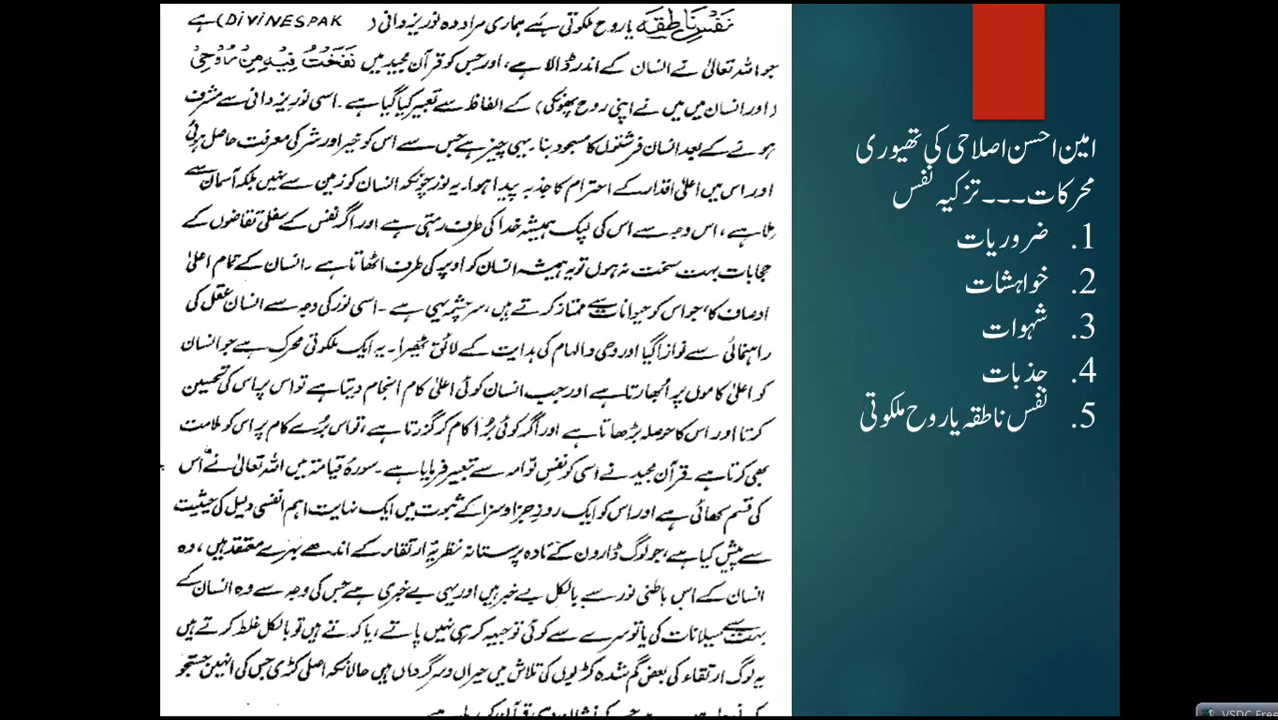 نفسِ ناطقہ یا روح ملکوتی سے ہماری مراد وہ نورِ یزدانی (DIVINE SPAK) ہے
جو اللہ تعالیٰ نے انسان کے اندر ڈالا ہے، اور جس کو قرآن مجید میں نَفَخْتُ فِیْہِ مِنْ رُّوْحِیْ
(اور انسان میں میں نے اپنی روح پھونکی) کے الفاظ سے تعبیر کیا گیا ہے۔ اسی نورِ یزدانی سے مشرف
ہونے کے بعد انسان فرشتوں کا مسجود بنا۔ یہی چیز ہے جس سے اس کو خیر اور شر کی معرفت حاصل ہوئی
اور اس میں اعلیٰ اقدار کے احترام کا جذبہ پیدا ہوا۔ یہ نور چونکہ انسان کو زمین سے نہیں بلکہ آسمان سے
ملا ہے، اس وجہ سے اس کی لپک ہمیشہ خدا کی طرف رہتی ہے اور اگر نفس کے سفلی تقاضوں کے
حجابات بہت سخت نہ ہوں تو یہ ہمیشہ انسان کو اوپر کی طرف اٹھاتا ہے۔ انسان کے تمام اعلیٰ
اوصاف کا، جو اس کو حیوانات سے ممتاز کرتے ہیں، سرچشمہ یہی ہے۔ اسی نور کی وجہ سے انسان عقل کی
راہنمائی سے نوازا گیا اور وحی والہام کی ہدایت کے لائق ٹھہرا۔ یہ ایک ملکوتی محرک ہے جو انسان
کو اعلیٰ کاموں پر اُبھارتا ہے اور جب انسان کوئی اعلیٰ کام انجام دیتا ہے تو اس پر اس کی تحسین
کرتا اور اس کا حوصلہ بڑھاتا ہے اور اگر کوئی بُرا کام کر گزرتا ہے، تو اس بُرے کام پر اس کو ملامت
بھی کرتا ہے۔ قرآن مجید نے اسی کو نفسِ لوّامہ سے تعبیر فرمایا ہے۔ سورۂ قیامتہ میں اللہ تعالیٰ نے اس
کی قسم کھائی ہے اور اس کو ایک روزِ جزا و سزا کے ثبوت میں ایک نہایت اہم انفسی دلیل کی حیثیت
سے پیش کیا ہے، جو لوگ ڈارون کے مادہ پرستانہ نظریۂ ارتقاء کے اندھے بہرے معتقد ہیں، وہ
انسان کے اس باطنی نور سے بالکل بے خبر ہیں اور یہی بے خبری ہے جس کی وجہ سے وہ انسان کے
بہت سے میلانات کی یا تو سرے سے کوئی توجیہ کر ہی نہیں پاتے، یا کرتے ہیں تو بالکل غلط کرتے ہیں
یہ لوگ ارتقاء کی بعض گم شدہ کڑیوں کی تلاش میں حیران و سرگرداں ہیں حالانکہ اصلی کڑی جس کی انہیں جستجو
امین احسن اصلاحی کی تھیوری
محرکات۔۔۔تزکیہ نفس
1. ضروریات
2. خواہشات
3. شہوات
4. جذبات
5. نفس ناطقہ یا روح ملکوتی